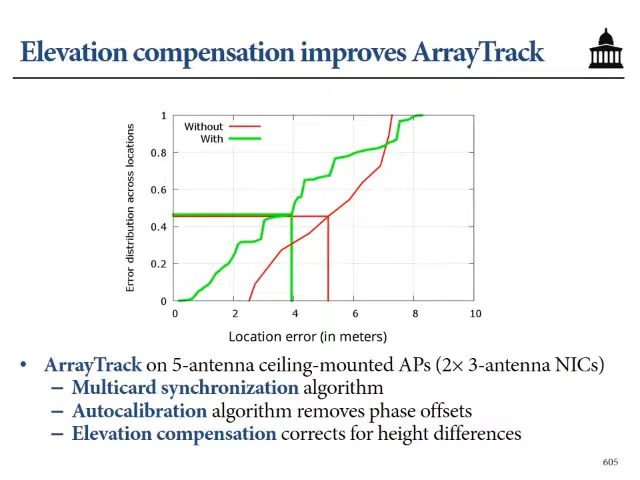 Elevation compensation improves ArrayTrack
Error distribution across locations
1
0.8
0.6
0.4
0.2
0
Without
With
0 2 4 6 8 10
Location error (in meters)
• ArrayTrack on 5-antenna ceiling-mounted APs (2× 3-antenna NICs)
– Multicard synchronization algorithm
– Autocalibration algorithm removes phase offsets
– Elevation compensation corrects for height differences
605